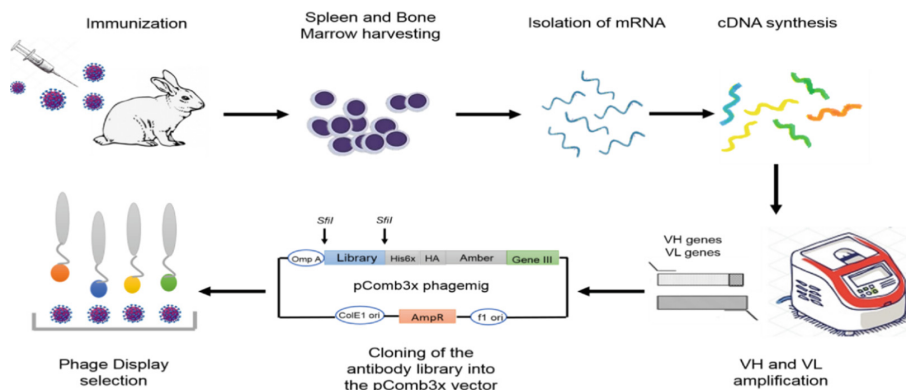 Immunization
Spleen and Bone
Marrow harvesting
Isolation of mRNA
cDNA synthesis
SfiI
SfiI
Omp A
Library
His6x
HA
Amber
Gene III
pComb3x phagemig
ColE1 ori
AmpR
f1 ori
VH genes
VL genes
Phage Display
selection
Cloning of the
antibody library into
the pComb3x vector
VH and VL
amplification